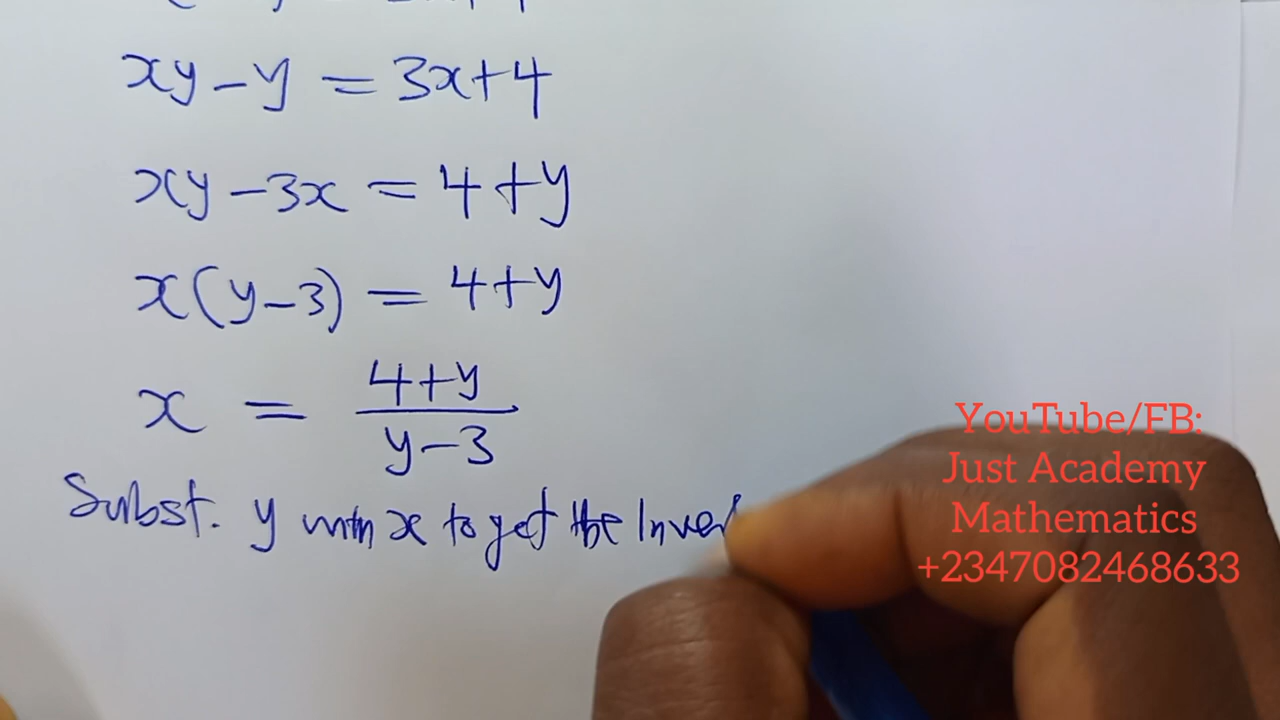 xy - y = 3x + 4
xy - 3x = 4 + y
x(y - 3) = 4 + y
x = \frac{4 + y}{y - 3}
Subst. y with x to get the Inver
YouTube/FB:
Just Academy
Mathematics
+2347082468633